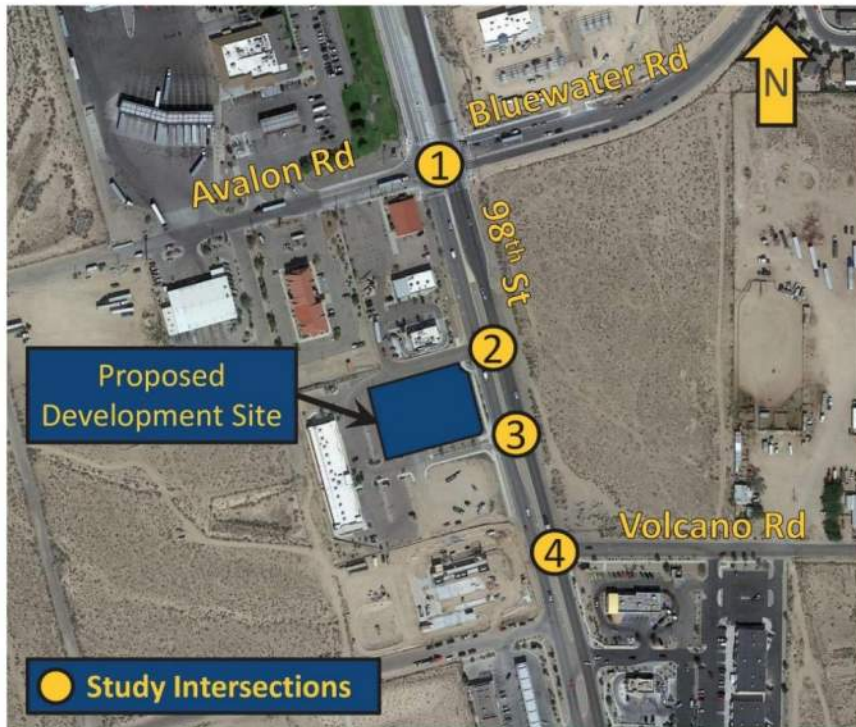 N
Bluewater Rd
1
Avalon Rd
98th St
2
Proposed
Development Site
3
Volcano Rd
4
Study Intersections